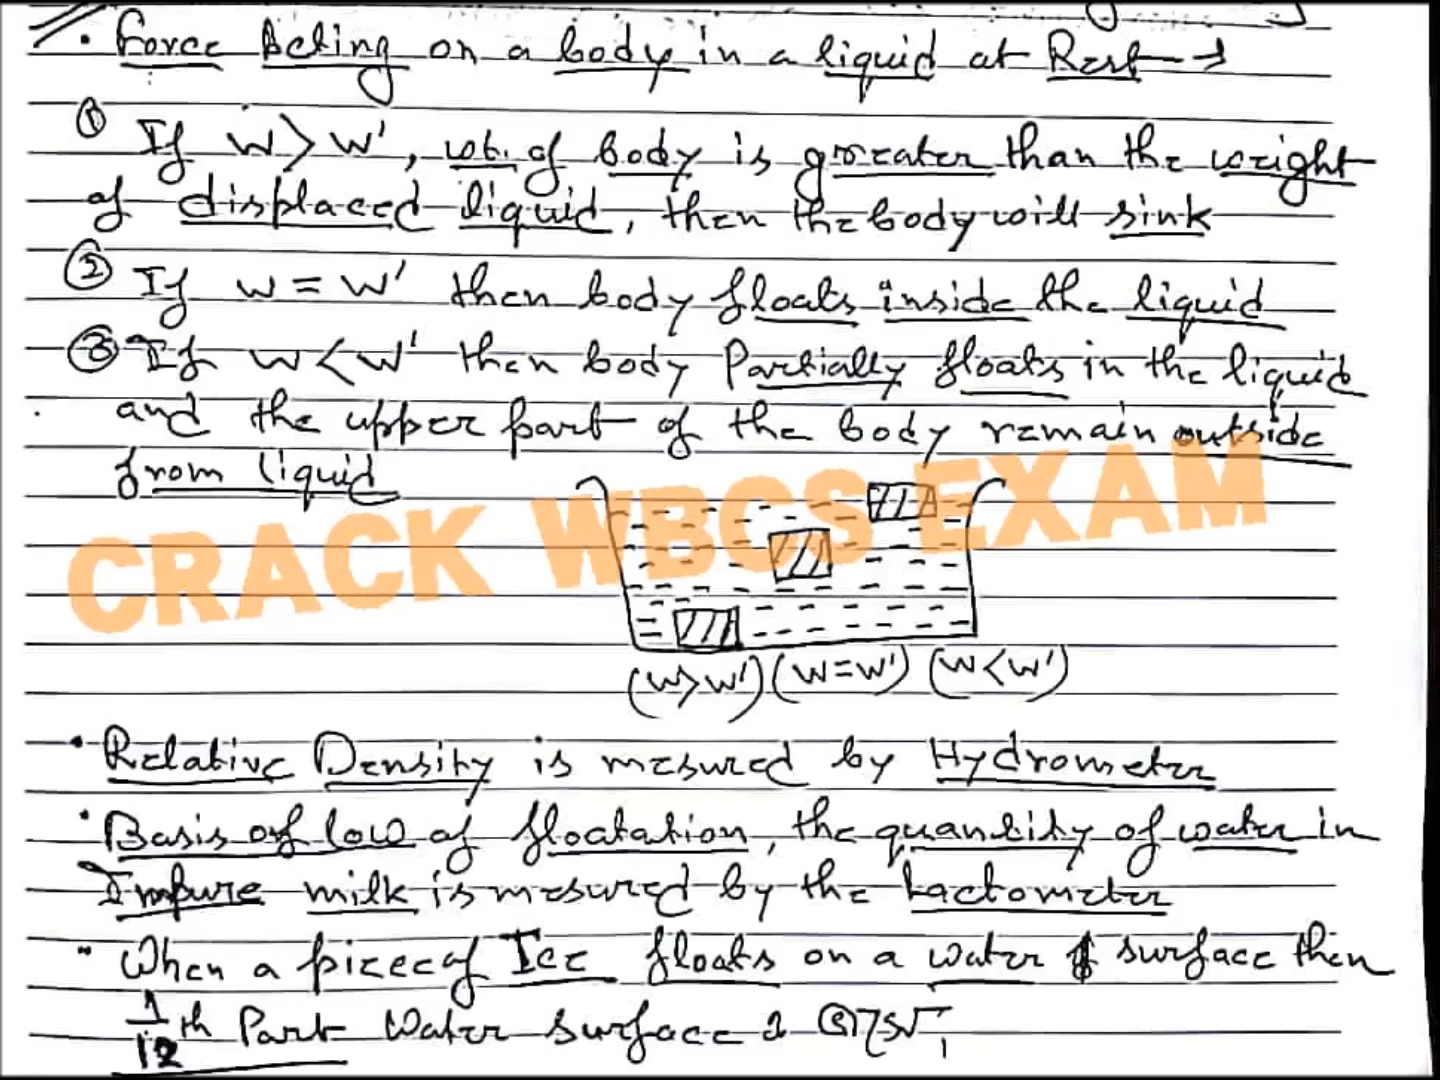 • Force Acting on a body in a liquid at Rest →
① If W > W', wt. of body is greater than the weight
of displaced liquid, then the body will sink
② If W = W' then body floats inside the liquid
③ If W < W' then body Partially floats in the liquid
and the upper part of the body remain outside
from liquid
CRACK WBCS EXAM
(W>W') (W=W') (W<W')
• Relative Density is mesured by Hydrometer
• Basis of low of floatation, the quantity of water in
Impure milk is mesured by the Lactometer
• When a piece of Ice floats on a water surface then
1/12 th Part Water surface